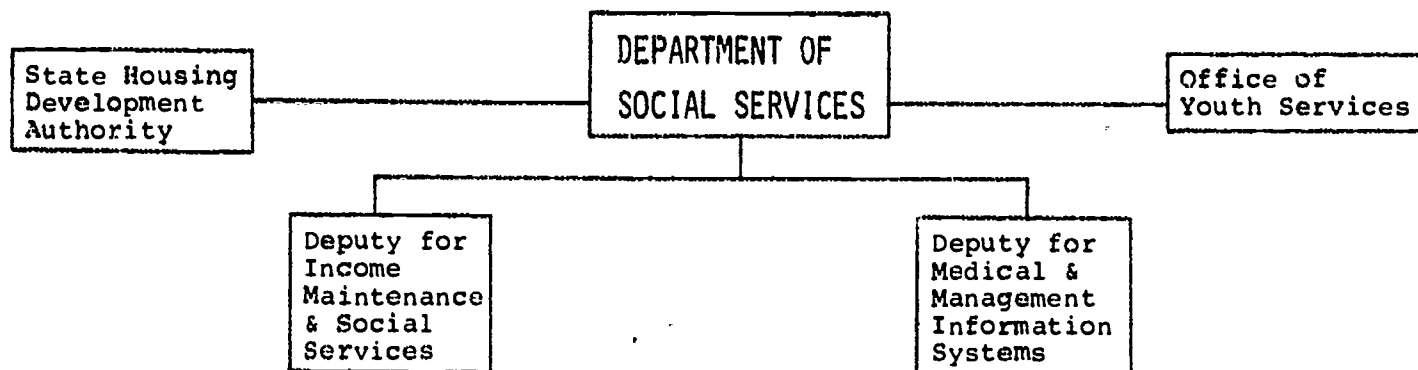 State Housing
Development
Authority
DEPARTMENT OF
SOCIAL SERVICES
Office of
Youth Services
Deputy for
Income
Maintenance
& Social
Services
Deputy for
Medical &
Management
Information
Systems